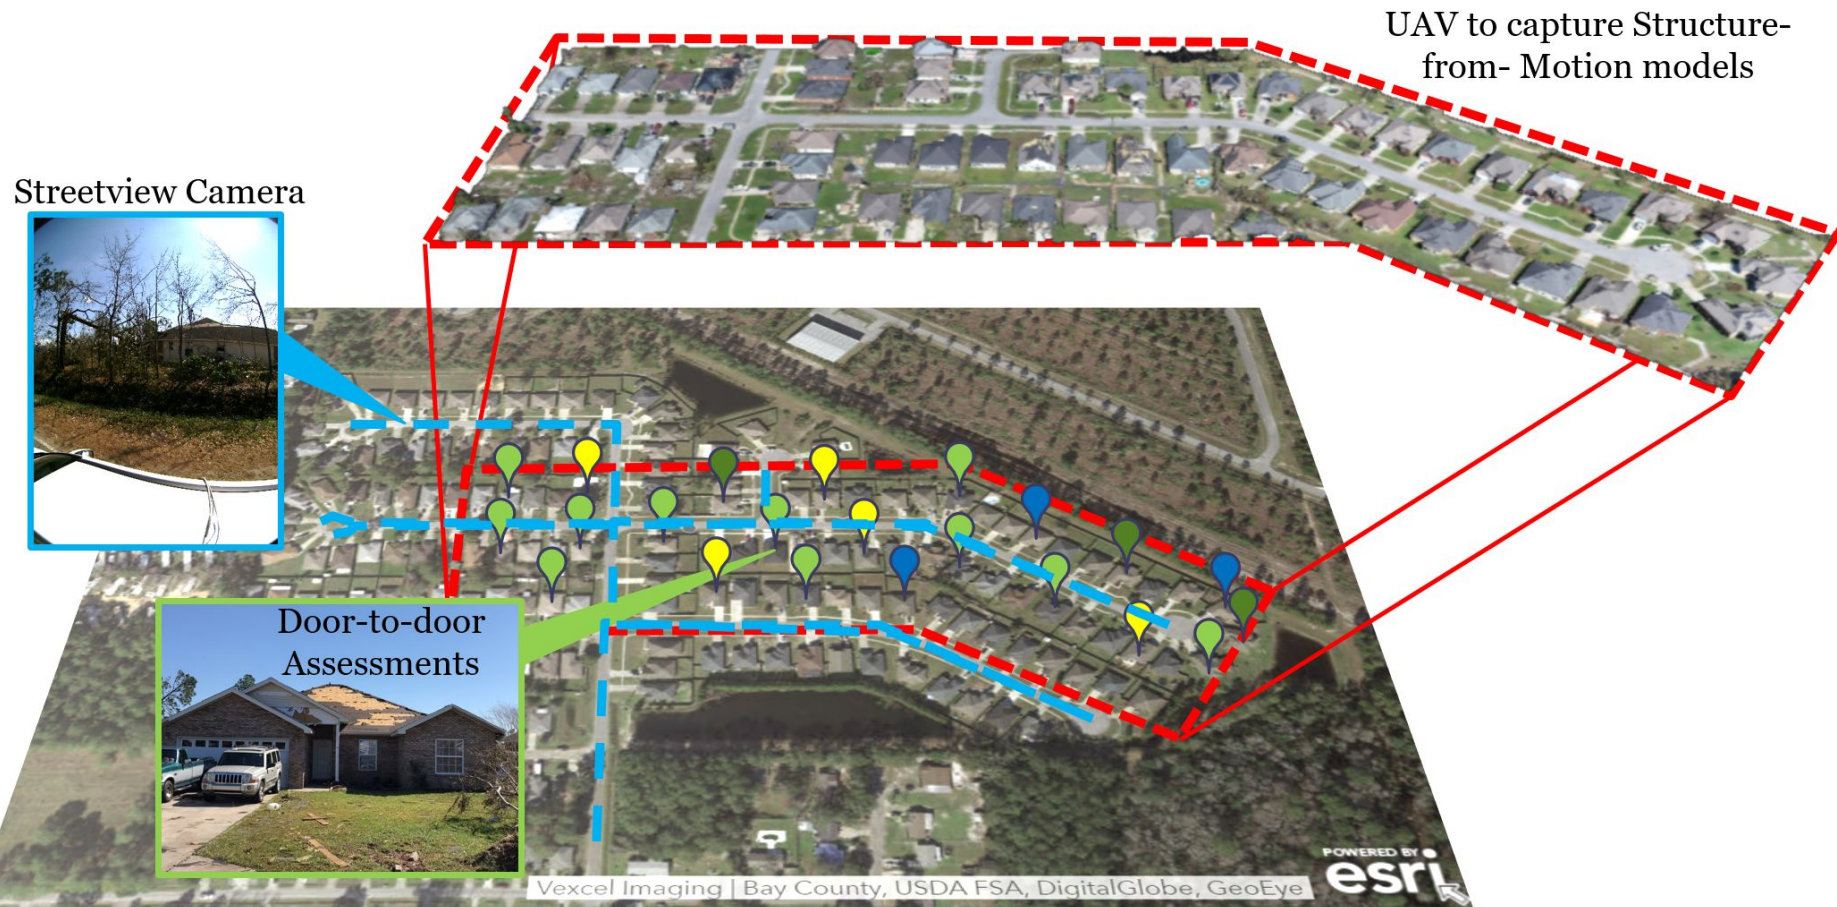 UAV to capture Structure-
from- Motion models
Streetview Camera
Door-to-door
Assessments
POWERED BY
esri
Vexcel Imaging | Bay County, USDA FSA, DigitalGlobe, GeoEye